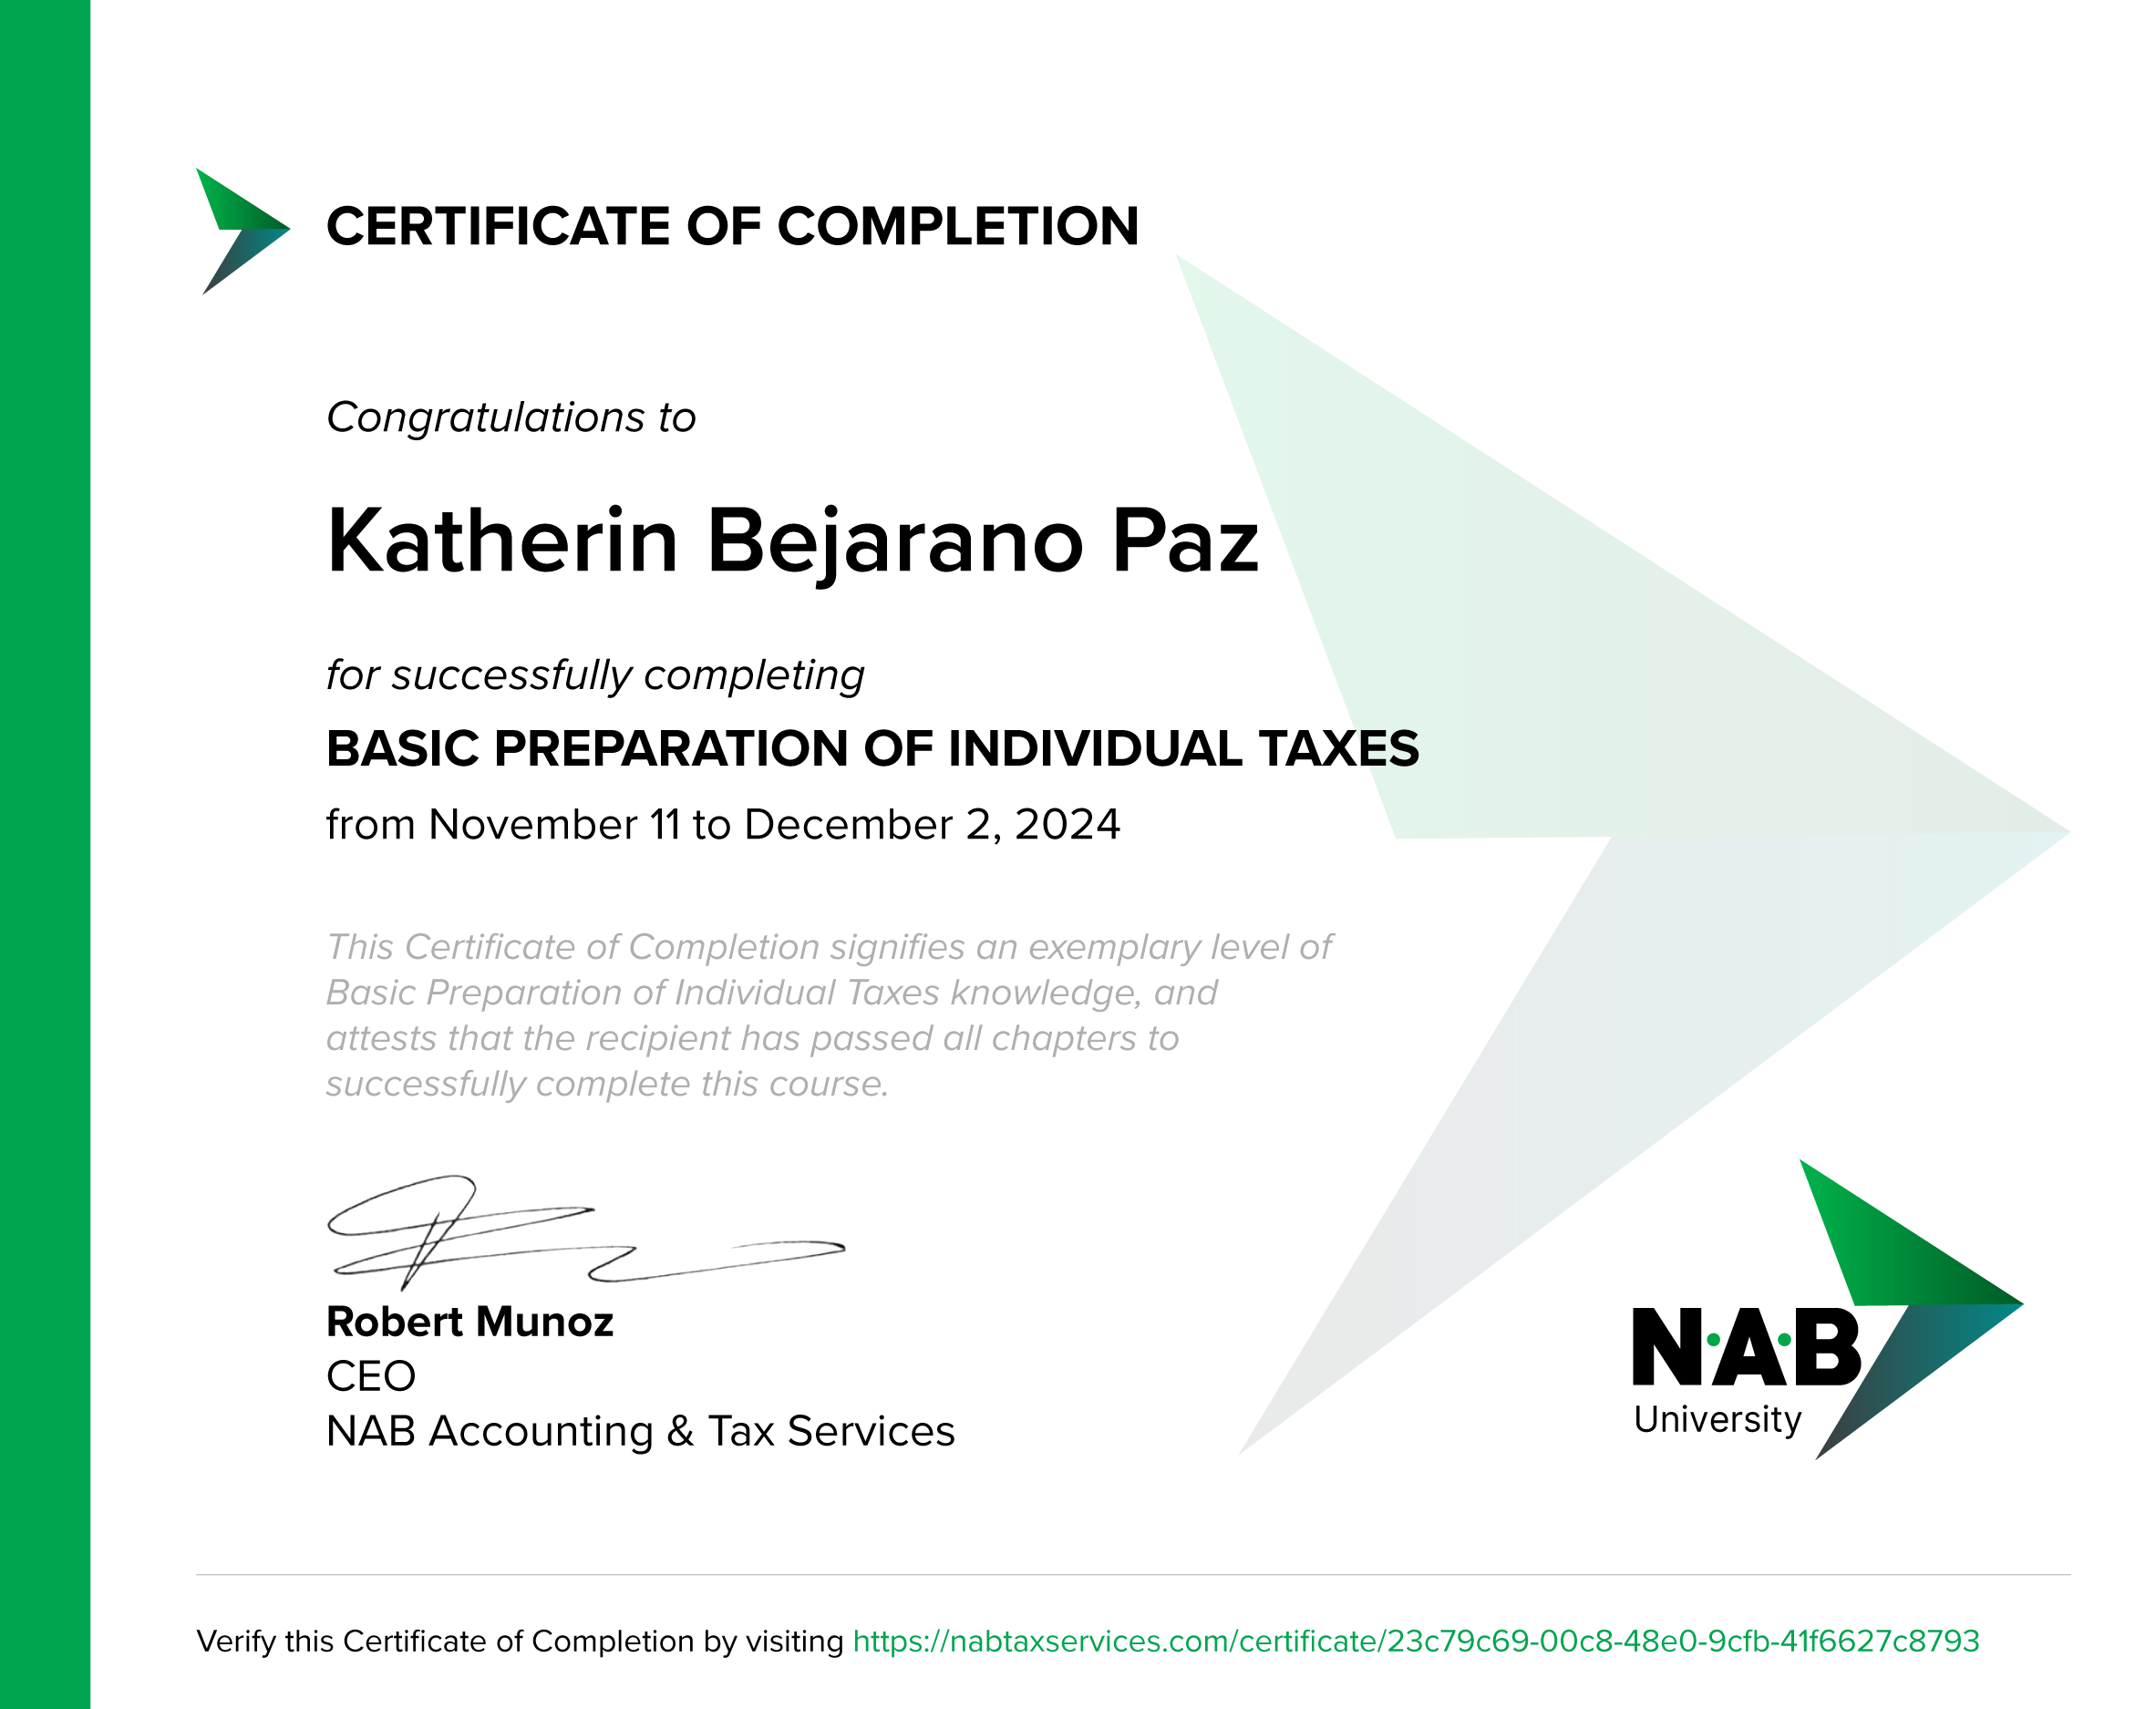 CERTIFICATE OF COMPLETION
Congratulations to
Katherin Bejarano Paz
for successfully completing
BASIC PREPARATION OF INDIVIDUAL TAXES
from November 11 to December 2, 2024
This Certificate of Completion signifies an exemplary level of
Basic Preparation of Individual Taxes knowledge, and
attests that the recipient has passed all chapters to
successfully complete this course.
Robert Munoz
CEO
NAB Accounting & Tax Services
N·A·B
University
Verify this Certificate of Completion by visiting https://nabtaxservices.com/certificate/23c79c69-00c8-48e0-9cfb-41f6627c8793